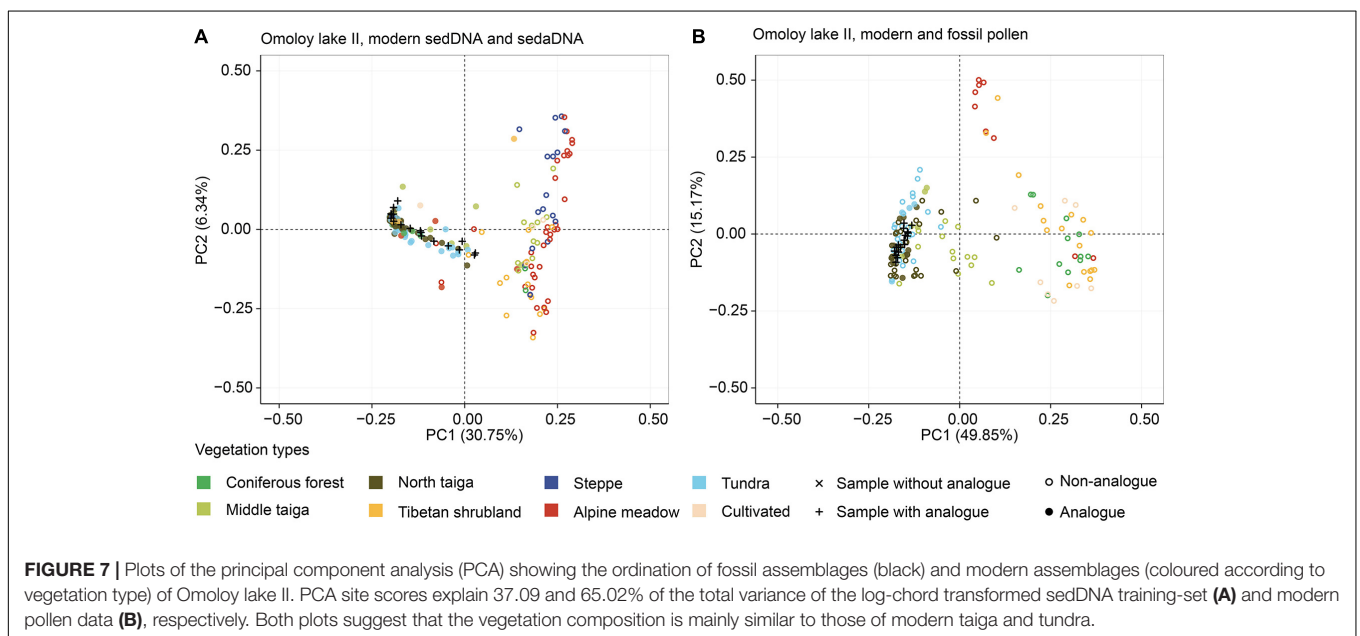 A
Omoloy lake II, modern sedDNA and sedaDNA
0.50
0.25
0.00
−0.25
−0.50
PC2 (6.34%)
−0.50
−0.25
0.00
0.25
0.50
PC1 (30.75%)
B
Omoloy lake II, modern and fossil pollen
0.50
0.25
0.00
−0.25
−0.50
PC2 (15.17%)
−0.50
−0.25
0.00
0.25
0.50
PC1 (49.85%)
Vegetation types
Coniferous forest
North taiga
Steppe
Tundra
× Sample without analogue
Non-analogue
Middle taiga
Tibetan shrubland
Alpine meadow
Cultivated
+ Sample with analogue
Analogue
FIGURE 7 | Plots of the principal component analysis (PCA) showing the ordination of fossil assemblages (black) and modern assemblages (coloured according to
vegetation type) of Omoloy lake II. PCA site scores explain 37.09 and 65.02% of the total variance of the log-chord transformed sedDNA training-set (A) and modern
pollen data (B), respectively. Both plots suggest that the vegetation composition is mainly similar to those of modern taiga and tundra.